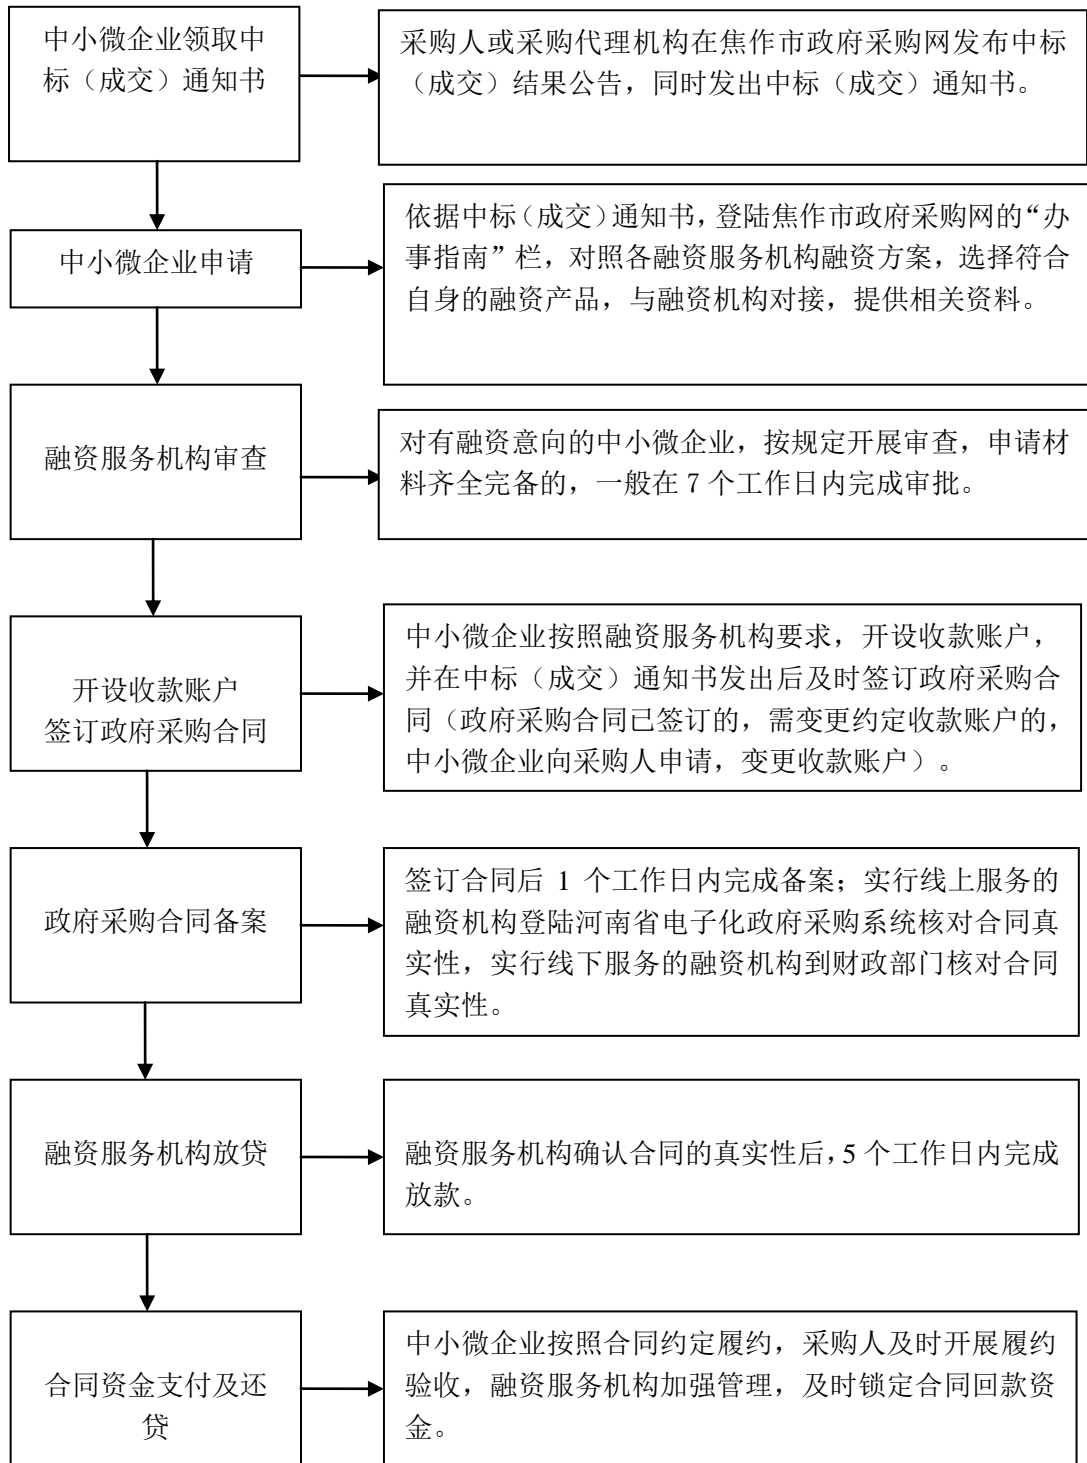 中小微企业领取中
标（成交）通知书
采购人或采购代理机构在焦作市政府采购网发布中标
（成交）结果公告，同时发出中标（成交）通知书。
中小微企业申请
依据中标（成交）通知书，登陆焦作市政府采购网的“办
事指南”栏，对照各融资服务机构融资方案，选择符合
自身的融资产品，与融资机构对接，提供相关资料。
融资服务机构审查
对有融资意向的中小微企业，按规定开展审查，申请材
料齐全完备的，一般在 7 个工作日内完成审批。
开设收款账户
签订政府采购合同
中小微企业按照融资服务机构要求，开设收款账户，
并在中标（成交）通知书发出后及时签订政府采购合
同（政府采购合同已签订的，需变更约定收款账户的，
中小微企业向采购人申请，变更收款账户）。
政府采购合同备案
签订合同后 1 个工作日内完成备案；实行线上服务的
融资机构登陆河南省电子化政府采购系统核对合同真
实性，实行线下服务的融资机构到财政部门核对合同
真实性。
融资服务机构放贷
融资服务机构确认合同的真实性后，5 个工作日内完成
放款。
合同资金支付及还
贷
中小微企业按照合同约定履约，采购人及时开展履约
验收，融资服务机构加强管理，及时锁定合同回款资
金。